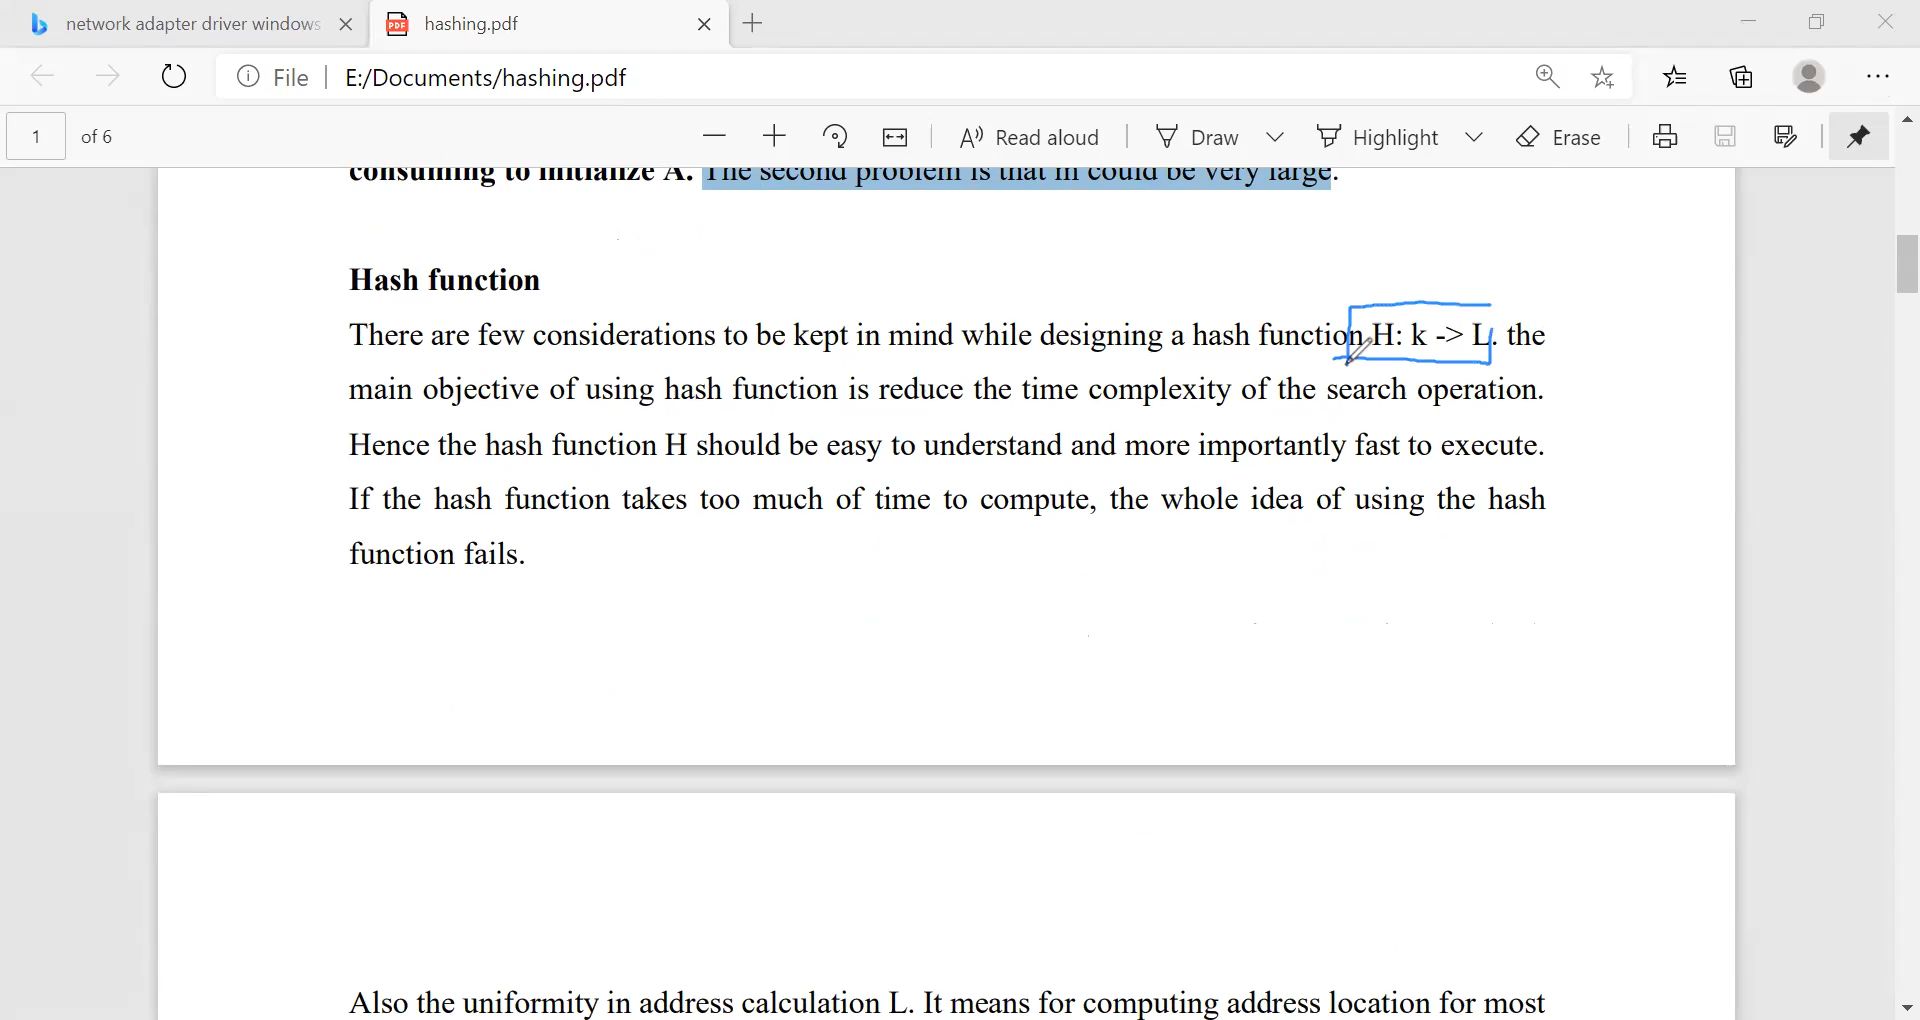 network adapter driver windows
hashing.pdf
File | E:/Documents/hashing.pdf
1 of 6
Read aloud
Draw
Highlight
Erase
consuming to initialize A. The second problem is that m could be very large.
Hash function
There are few considerations to be kept in mind while designing a hash function H: k -> L. the
main objective of using hash function is reduce the time complexity of the search operation.
Hence the hash function H should be easy to understand and more importantly fast to execute.
If the hash function takes too much of time to compute, the whole idea of using the hash
function fails.
Also the uniformity in address calculation L. It means for computing address location for most